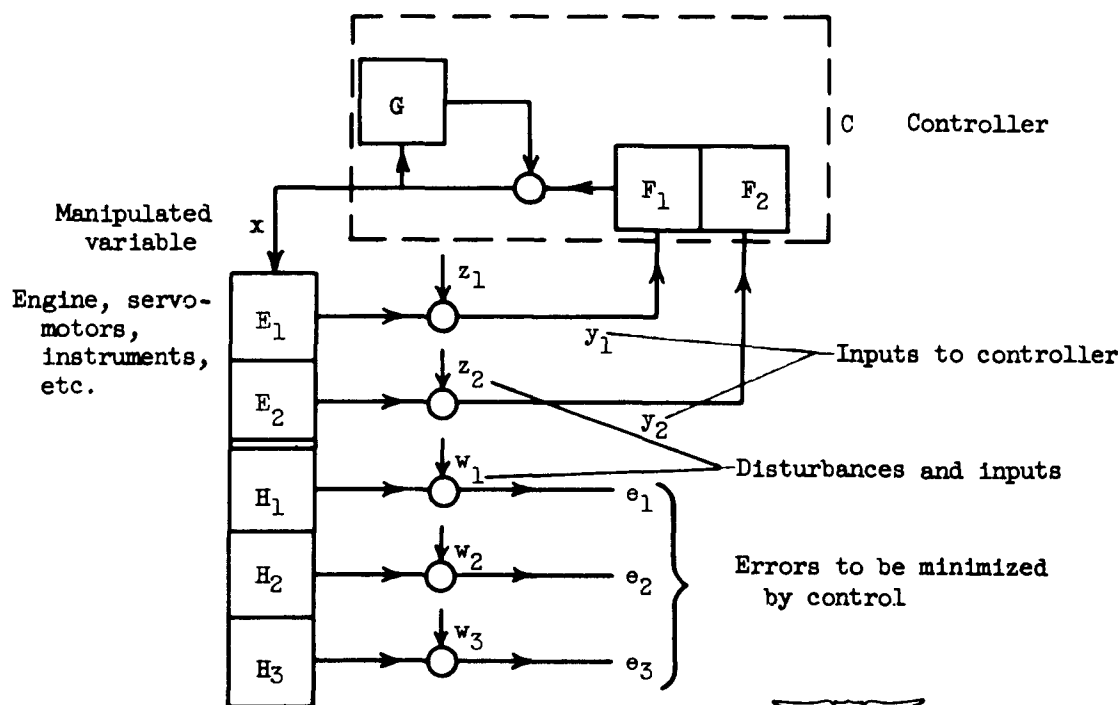 G
C Controller
F1 F2
Manipulated
variable
x
Engine, servo-
motors,
instruments,
etc.
E1
z1
y1
Inputs to controller
E2
z2
y2
Disturbances and inputs
H1
w1
e1
H2
w2
e2
Errors to be minimized
by control
H3
w3
e3